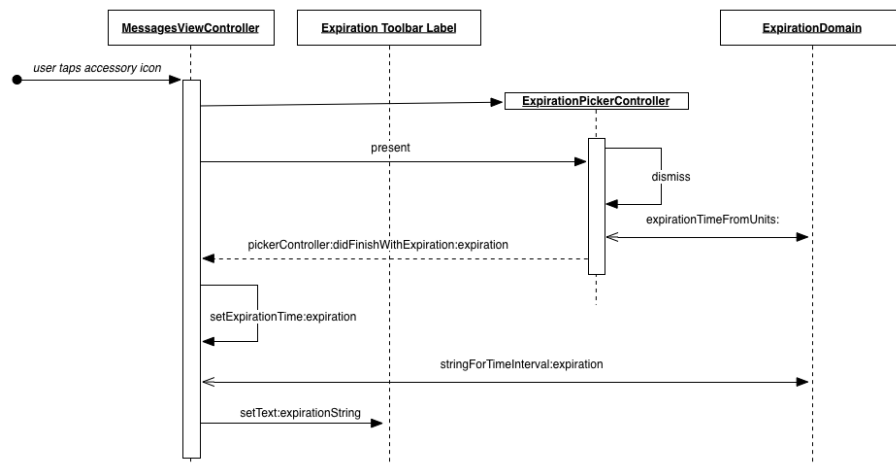 MessagesViewController
Expiration Toolbar Label
ExpirationDomain
user taps accessory icon
ExpirationPickerController
present
dismiss
expirationTimeFromUnits:
pickerController:didFinishWithExpiration:expiration
setExpirationTime:expiration
stringForTimeInterval:expiration
setText:expirationString